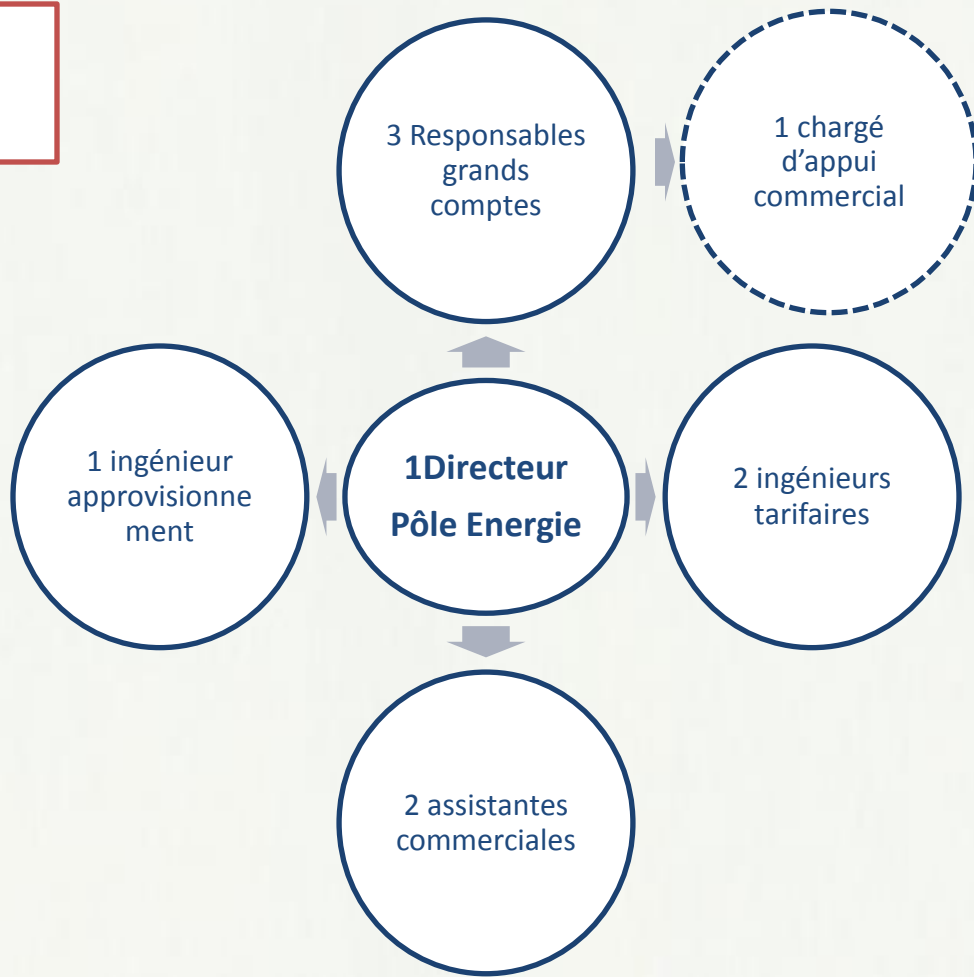 3 Responsables
grands
comptes
1 chargé
d'appui
commercial
1 ingénieur
approvisionne
ment
1Directeur
Pôle Energie
2 ingénieurs
tarifaires
2 assistantes
commerciales